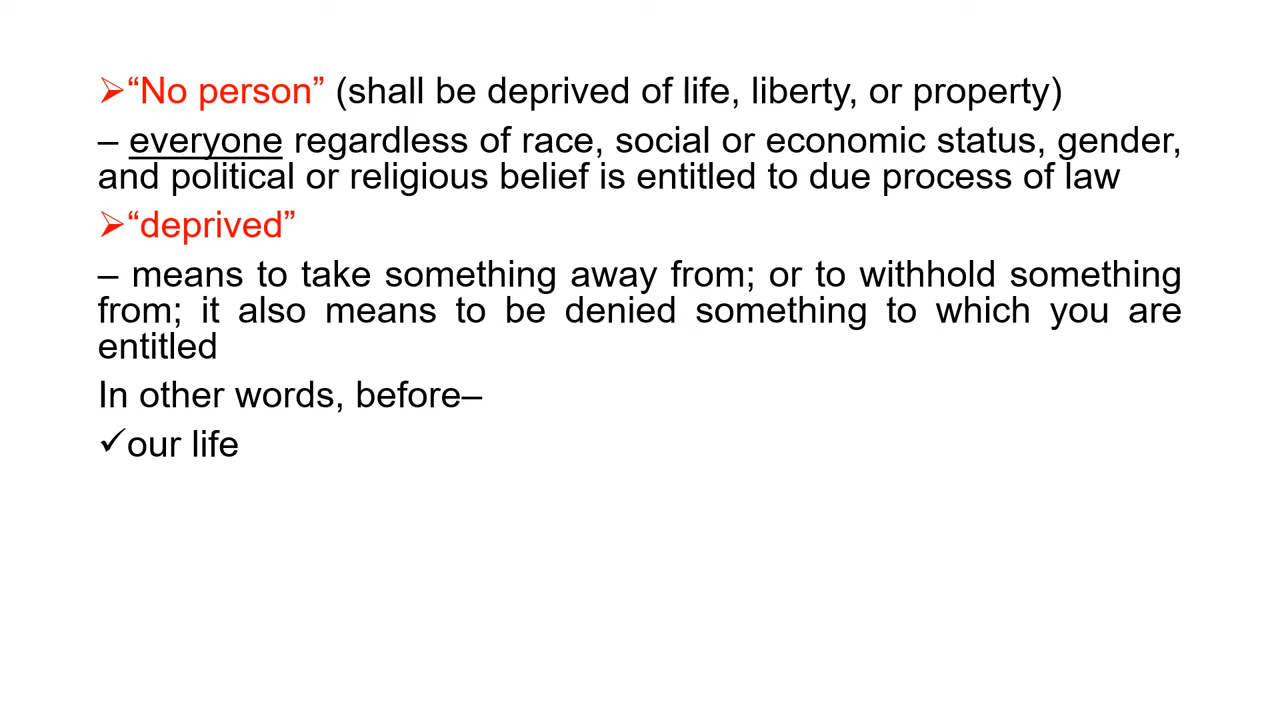 ➢“No person” (shall be deprived of life, liberty, or property)
– everyone regardless of race, social or economic status, gender,
and political or religious belief is entitled to due process of law
➢“deprived”
– means to take something away from; or to withhold something
from; it also means to be denied something to which you are
entitled
In other words, before–
✓our life